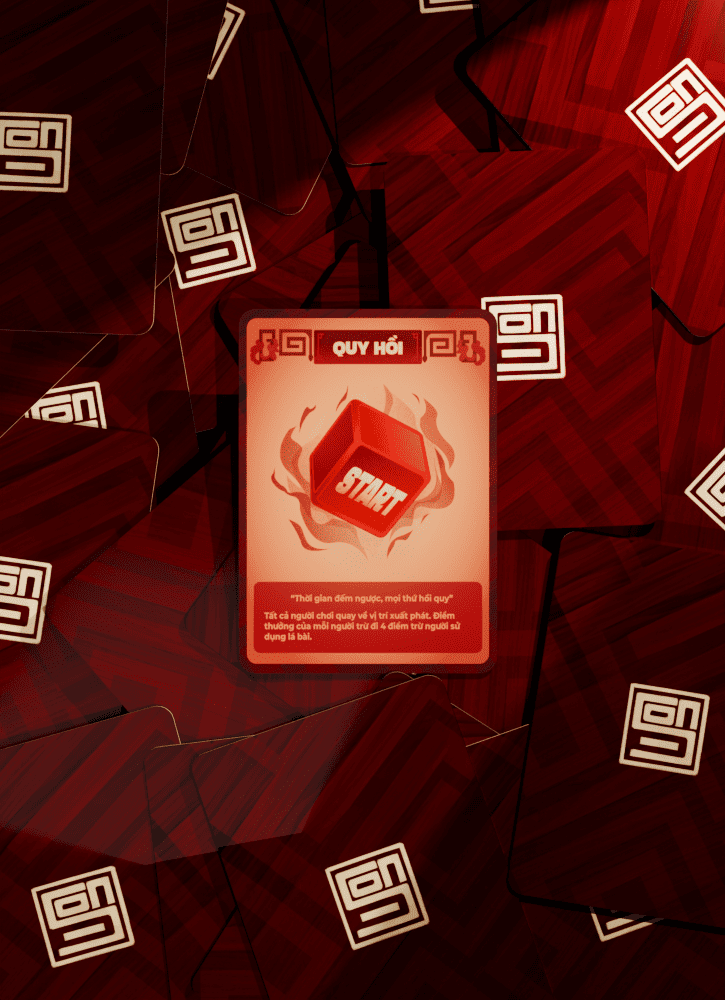 QUY HỒI
START
"Thời gian đếm ngược, mọi thứ hồi quy"
Tất cả người chơi quay về vị trí xuất phát. Điểm
thưởng của mỗi người trừ đi 4 điểm trừ người sử
dụng lá bài.